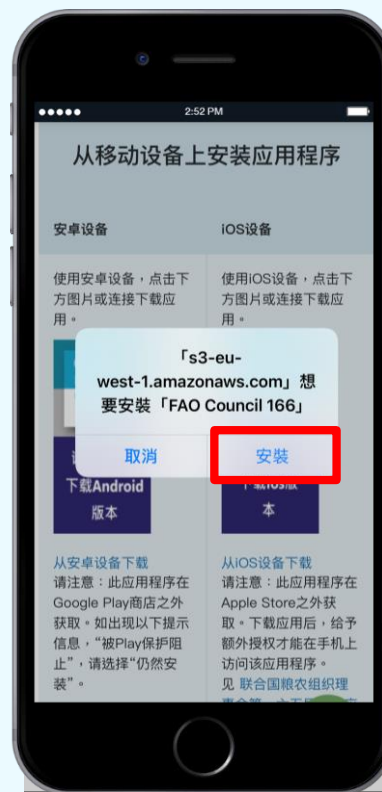 2:52 PM
从移动设备上安装应用程序
安卓设备
iOS设备
使用安卓设备，点击下
方图片或连接下载应
用。
使用iOS设备，点击下
方图片或连接下载应
用。
「s3-eu-
west-1.amazonaws.com」想
要安裝「FAO Council 166」
取消
安裝
下载Android
版本
下载ios版
本
从安卓设备下载
请注意：此应用程序在
Google Play商店之外
获取。如出现以下提示
信息，“被Play保护阻
止”，请选择“仍然安
装”。
从iOS设备下载
请注意：此应用程序在
Apple Store之外获
取。下载应用后，给予
额外授权才能在手机上
访问该应用程序。
见 联合国粮农组织理